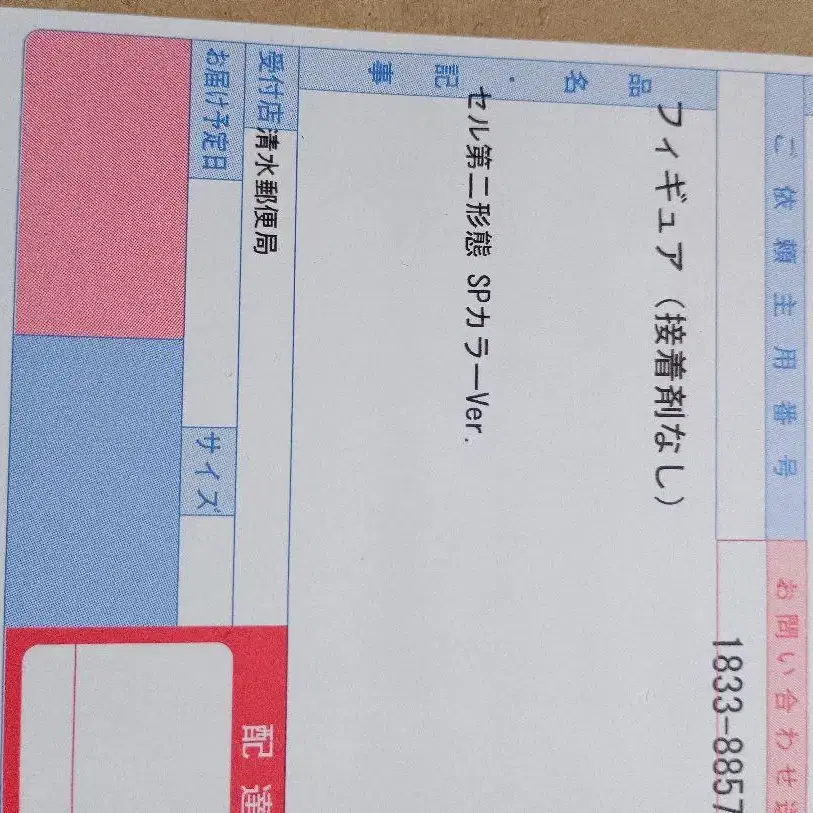 ご依頼主用番号
お問い合わせ
1833-8857
品名・記事
フィギュア（接着剤なし）
セル第二形態 SPカラーVer.
受付店
清水郵便局
お届け予定日
サイズ
配達